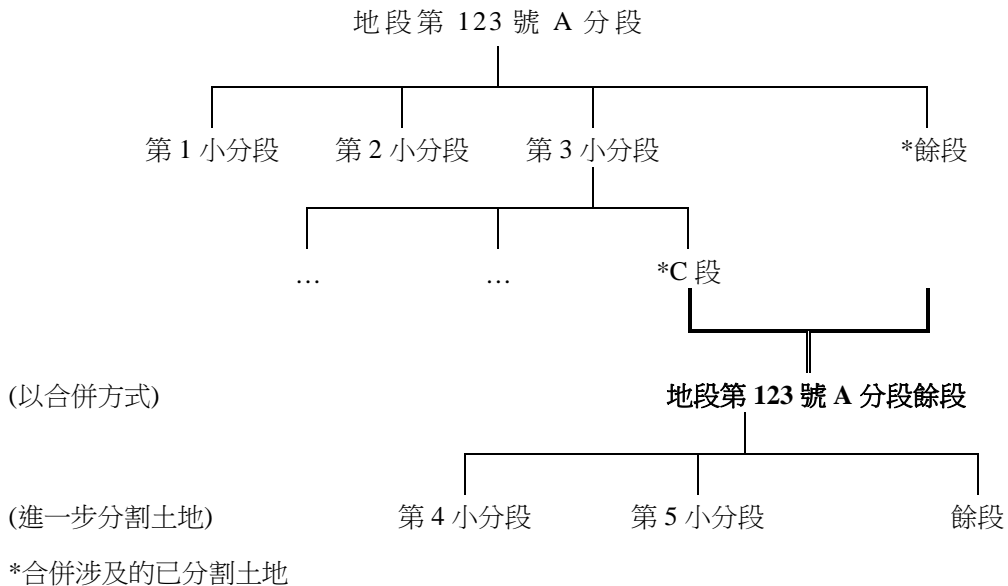 地段第 123 號 A 分段
第 1 小分段 第 2 小分段 第 3 小分段 *餘段
… … *C 段
(以合併方式) 地段第 123 號 A 分段餘段
(進一步分割土地) 第 4 小分段 第 5 小分段 餘段
*合併涉及的已分割土地